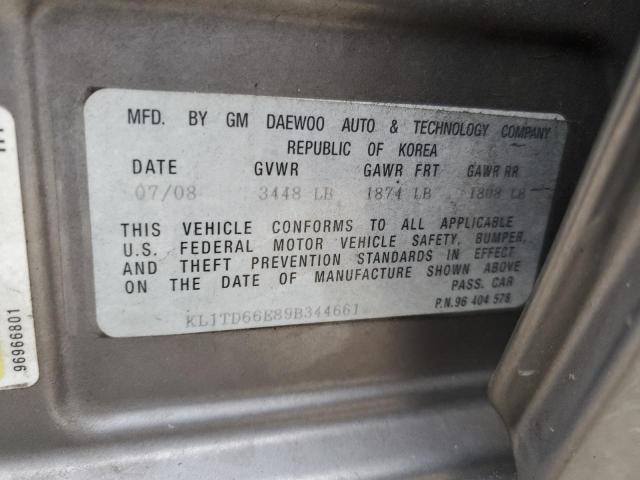 MFD. BY GM DAEWOO AUTO & TECHNOLOGY COMPANY
REPUBLIC OF KOREA
DATE GVWR GAWR FRT GAWR RR
07/08 3448 LB 1874 LB 1808 LB
THIS VEHICLE CONFORMS TO ALL APPLICABLE
U.S. FEDERAL MOTOR VEHICLE SAFETY, BUMPER,
AND THEFT PREVENTION STANDARDS IN EFFECT
ON THE DATE OF MANUFACTURE SHOWN ABOVE
PASS. CAR
KL1TD66E89B344661 P.N.96 404 578
96966801